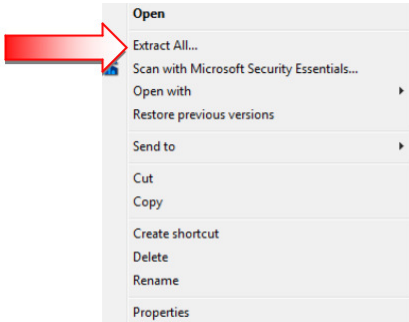 Open
Extract All...
Scan with Microsoft Security Essentials...
Open with
Restore previous versions
Send to
Cut
Copy
Create shortcut
Delete
Rename
Properties